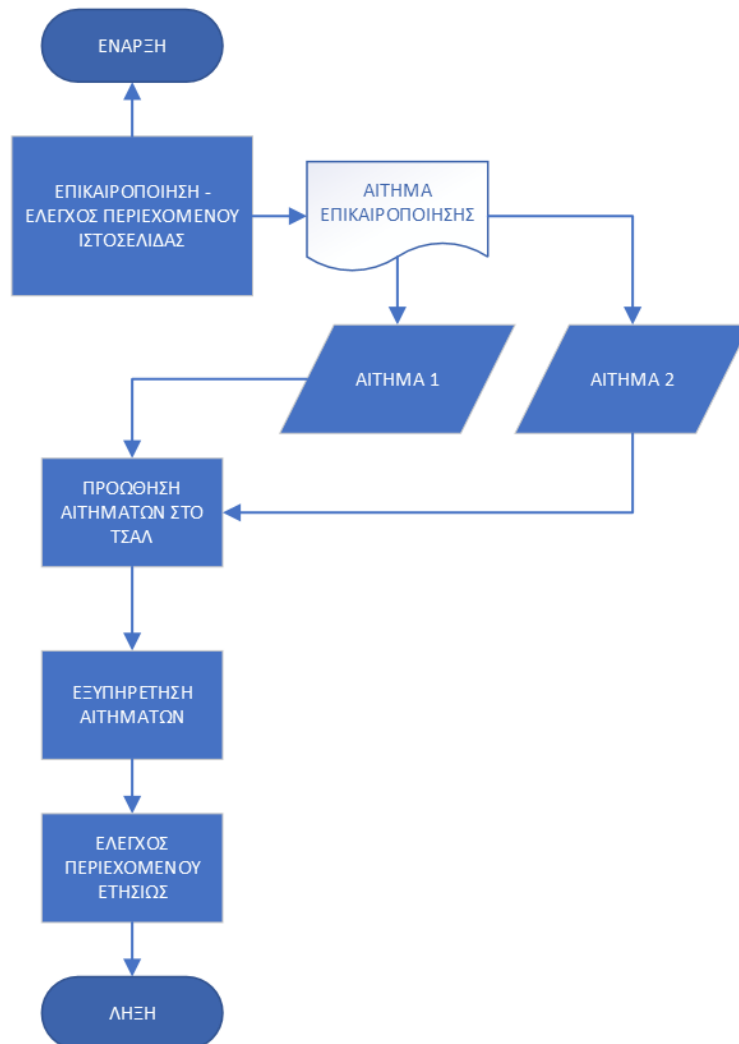 ΕΝΑΡΞΗ
ΕΠΙΚΑΙΡΟΠΟΙΗΣΗ -
ΕΛΕΓΧΟΣ ΠΕΡΙΕΧΟΜΕΝΟΥ
ΙΣΤΟΣΕΛΙΔΑΣ
ΑΙΤΗΜΑ
ΕΠΙΚΑΙΡΟΠΟΙΗΣΗΣ
ΑΙΤΗΜΑ 1
ΑΙΤΗΜΑ 2
ΠΡΟΩΘΗΣΗ
ΑΙΤΗΜΑΤΩΝ ΣΤΟ
ΤΣΑΛ
ΕΞΥΠΗΡΕΤΗΣΗ
ΑΙΤΗΜΑΤΩΝ
ΕΛΕΓΧΟΣ
ΠΕΡΙΕΧΟΜΕΝΟΥ
ΕΤΗΣΙΩΣ
ΛΗΞΗ